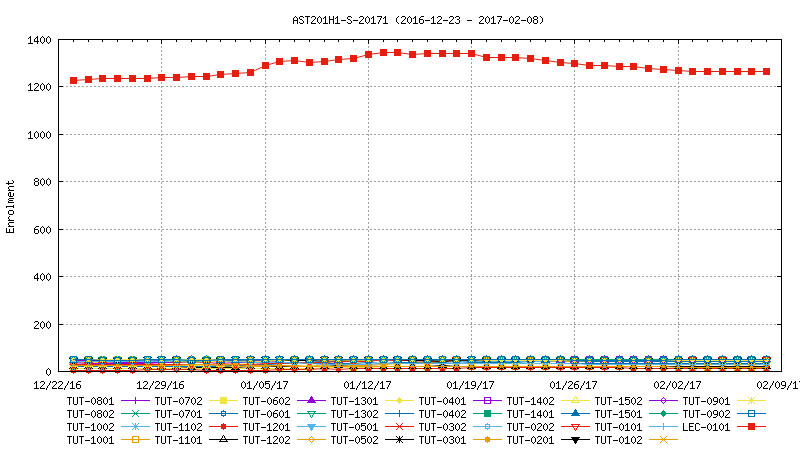 AST201H1-S-20171 (2016-12-23 - 2017-02-08)
1400
1200
1000
800
600
400
200
0
Enrolment
12/22/16 12/29/16 01/05/17 01/12/17 01/19/17 01/26/17 02/02/17 02/09/17
TUT-0801 TUT-0702 TUT-0602 TUT-1301 TUT-0401 TUT-1402 TUT-1502 TUT-0901
TUT-0802 TUT-0701 TUT-0601 TUT-1302 TUT-0402 TUT-1401 TUT-1501 TUT-0902
TUT-1002 TUT-1102 TUT-1201 TUT-0501 TUT-0302 TUT-0202 TUT-0101 LEC-0101
TUT-1001 TUT-1101 TUT-1202 TUT-0502 TUT-0301 TUT-0201 TUT-0102